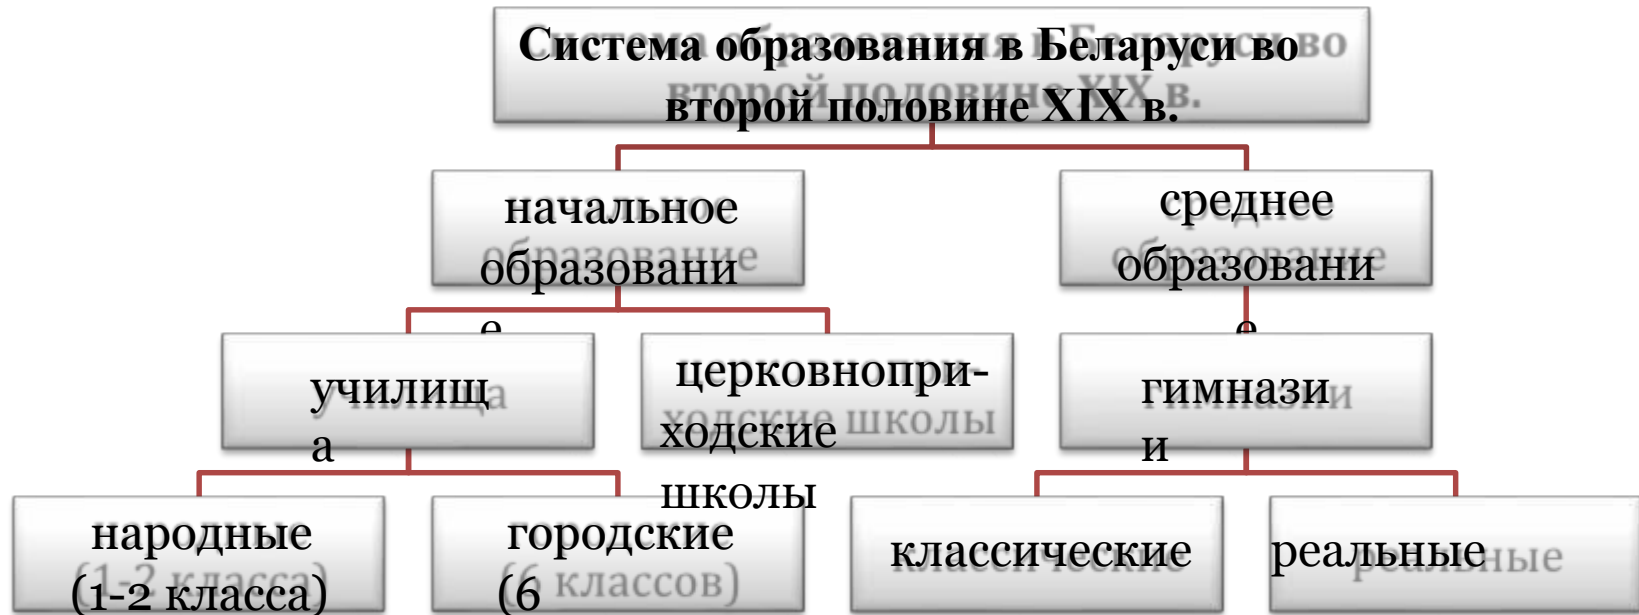 Система образования в Беларуси во
второй половине XIX в.
начальное
образовани
е
среднее
образовани
е
училищ
а
церковнопри-
ходские
школы
гимнази
и
народные
(1-2 класса)
городские
(6 классов)
классические
реальные